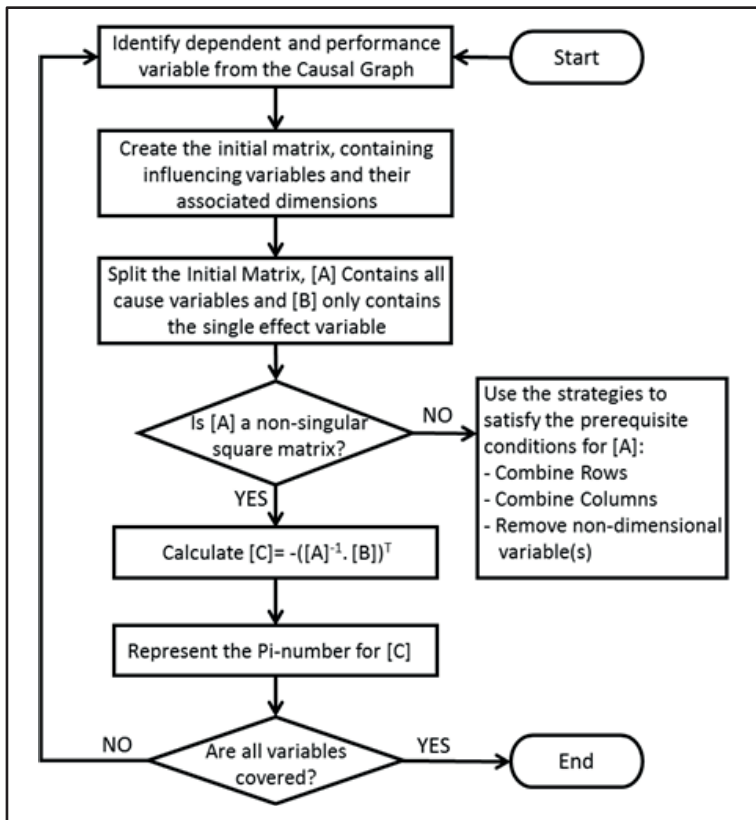 Start
Identify dependent and performance
variable from the Causal Graph
Create the initial matrix, containing
influencing variables and their
associated dimensions
Split the Initial Matrix, [A] Contains all
cause variables and [B] only contains
the single effect variable
Is [A] a non-singular
square matrix?
NO
Use the strategies to
satisfy the prerequisite
conditions for [A]:
- Combine Rows
- Combine Columns
- Remove non-dimensional
variable(s)
YES
Calculate [C]= -([A]⁻¹. [B])ᵀ
Represent the Pi-number for [C]
Are all variables
covered?
NO
YES
End